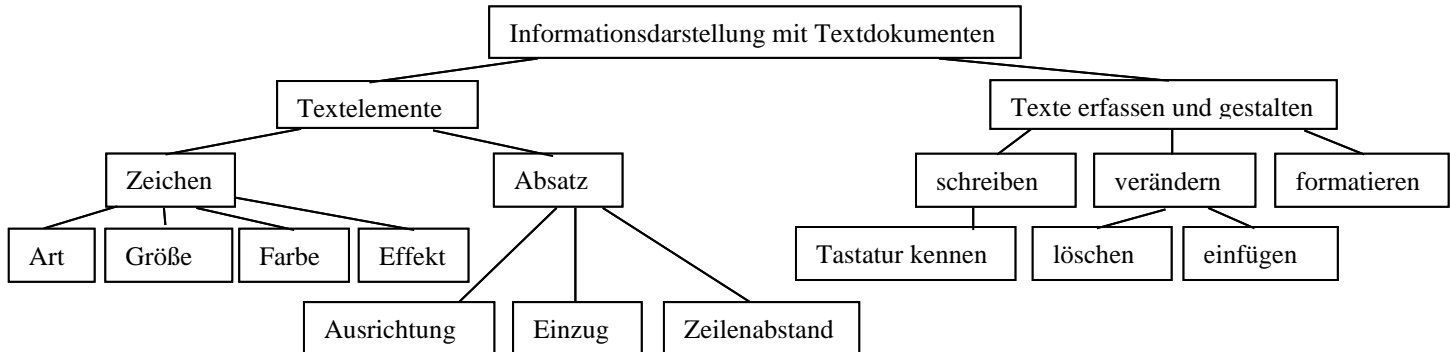 Informationsdarstellung mit Textdokumenten
Textelemente
Texte erfassen und gestalten
Zeichen
Absatz
schreiben
verändern
formatieren
Art
Größe
Farbe
Effekt
Tastatur kennen
löschen
einfügen
Ausrichtung
Einzug
Zeilenabstand